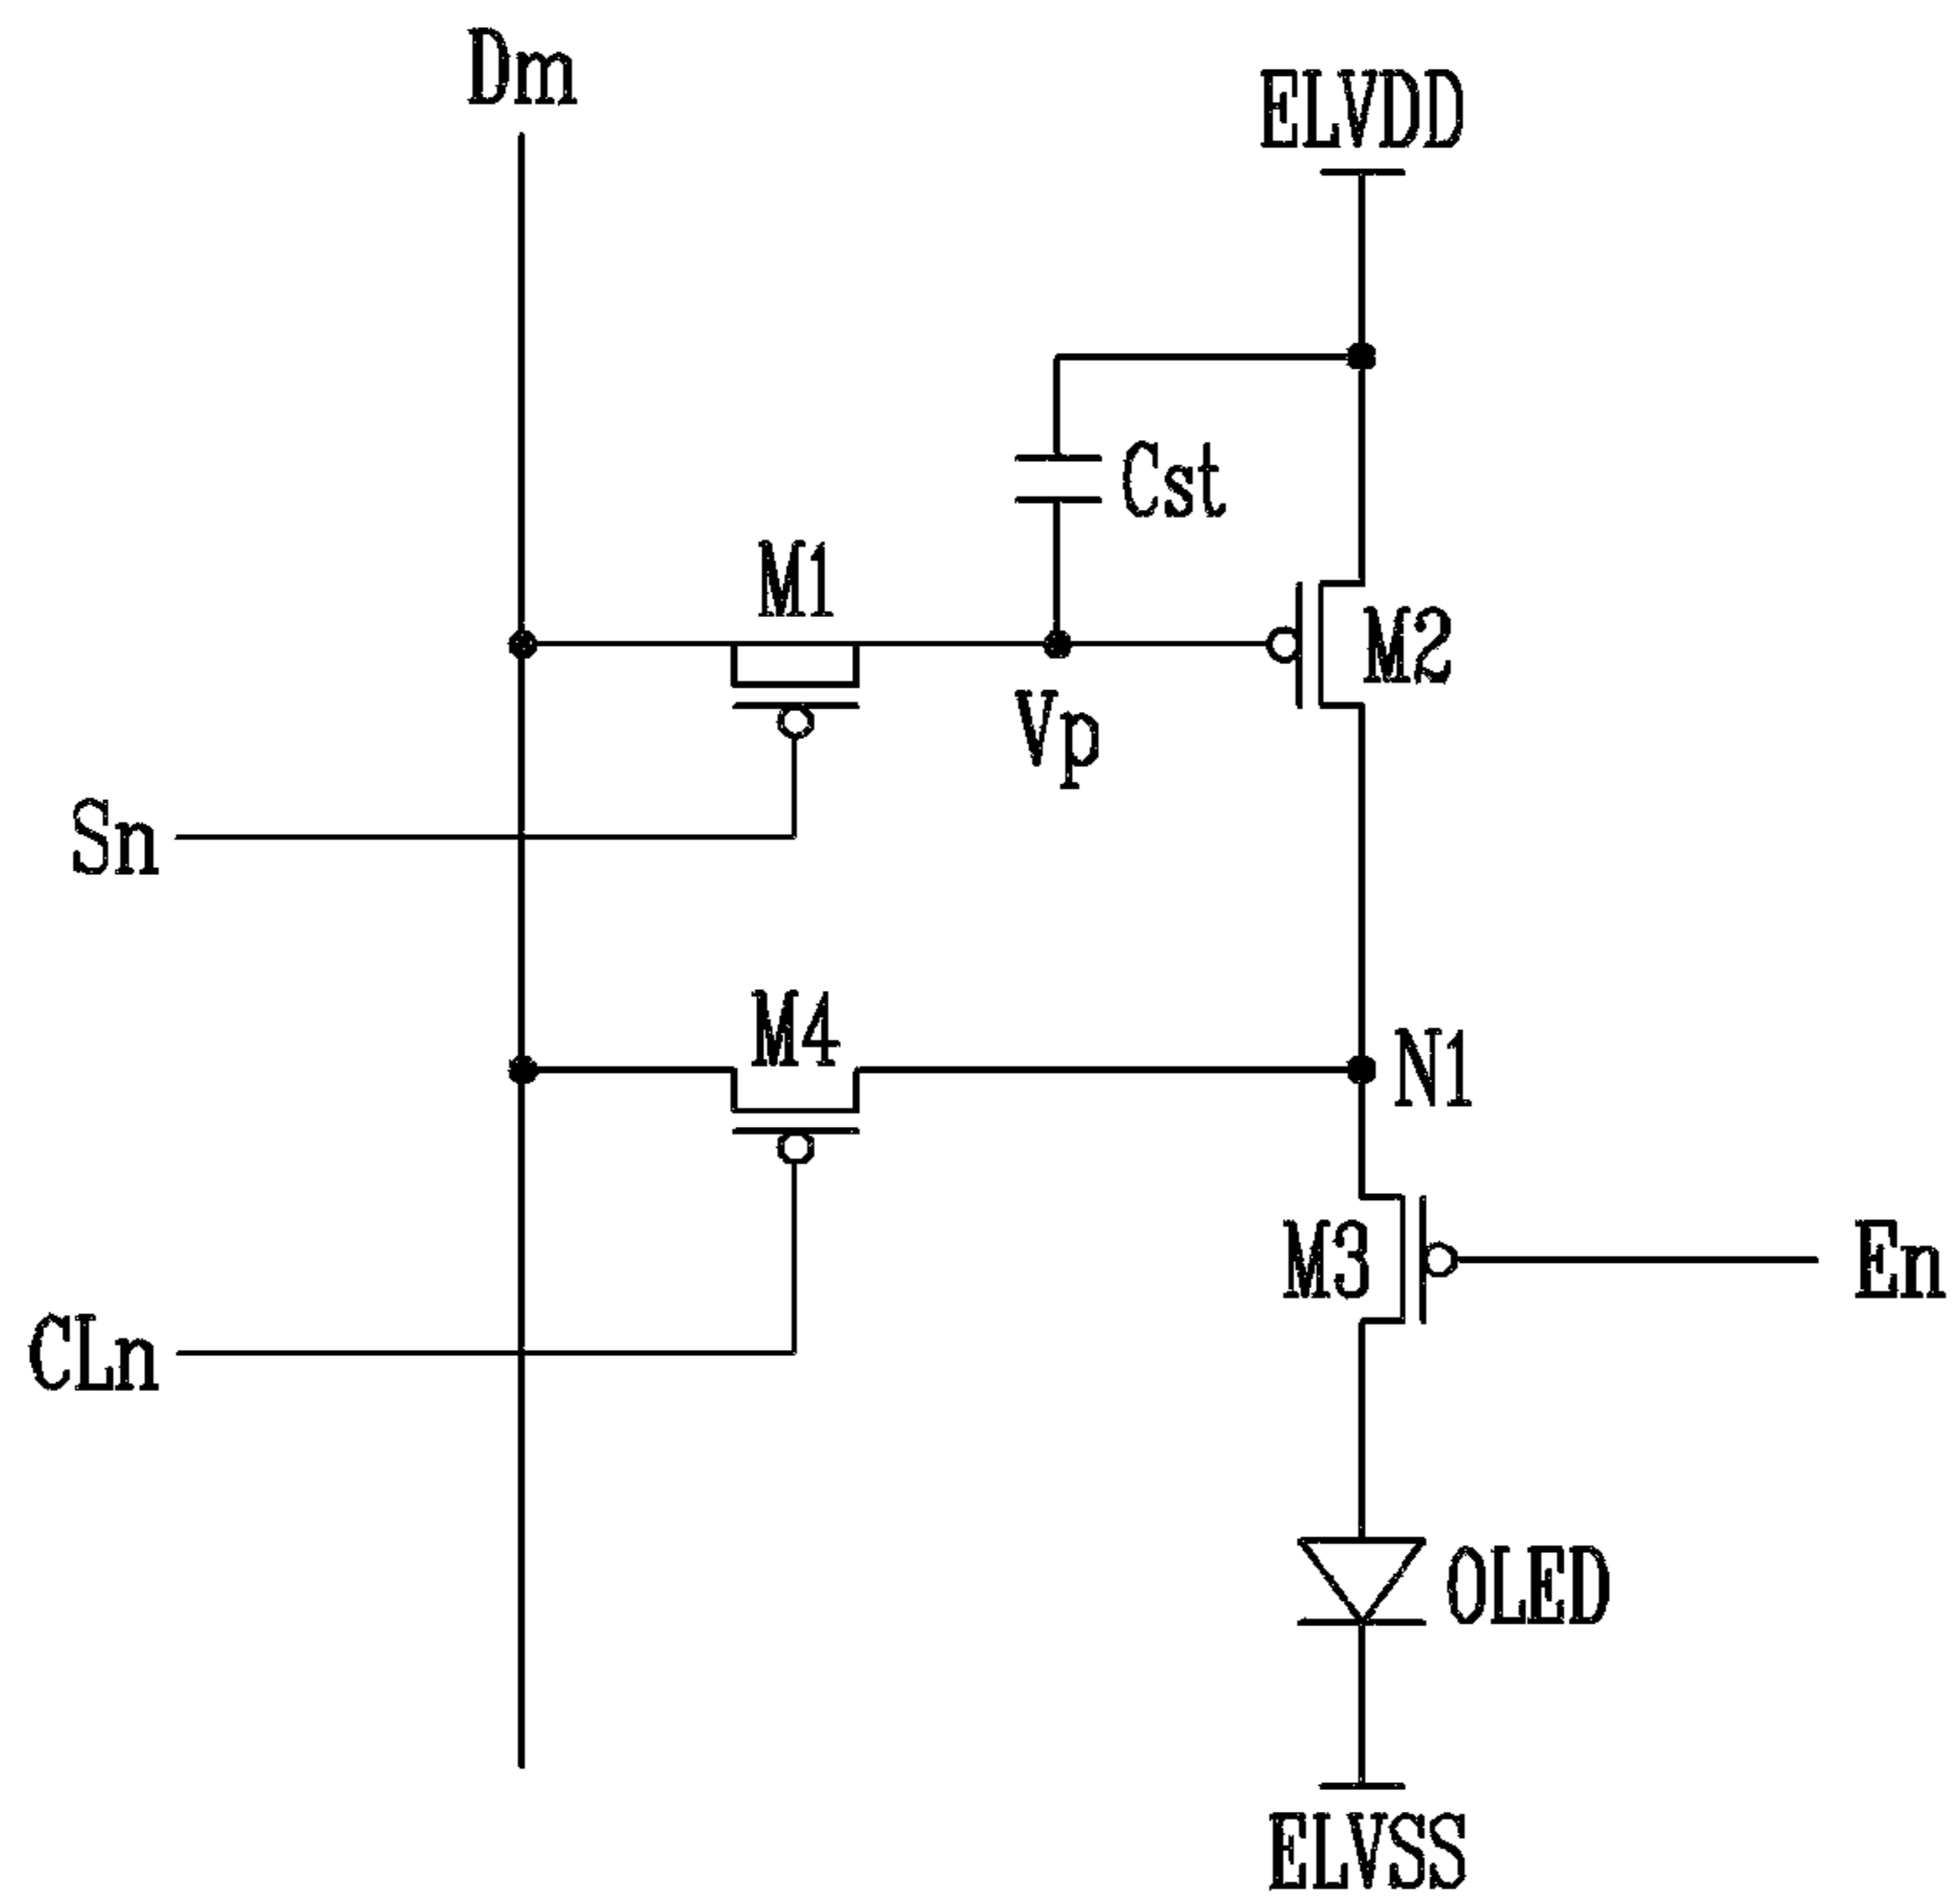 Dm
ELVDD
Cst
M1
M2
Vp
Sn
M4
N1
M3
En
CLn
OLED
ELVSS